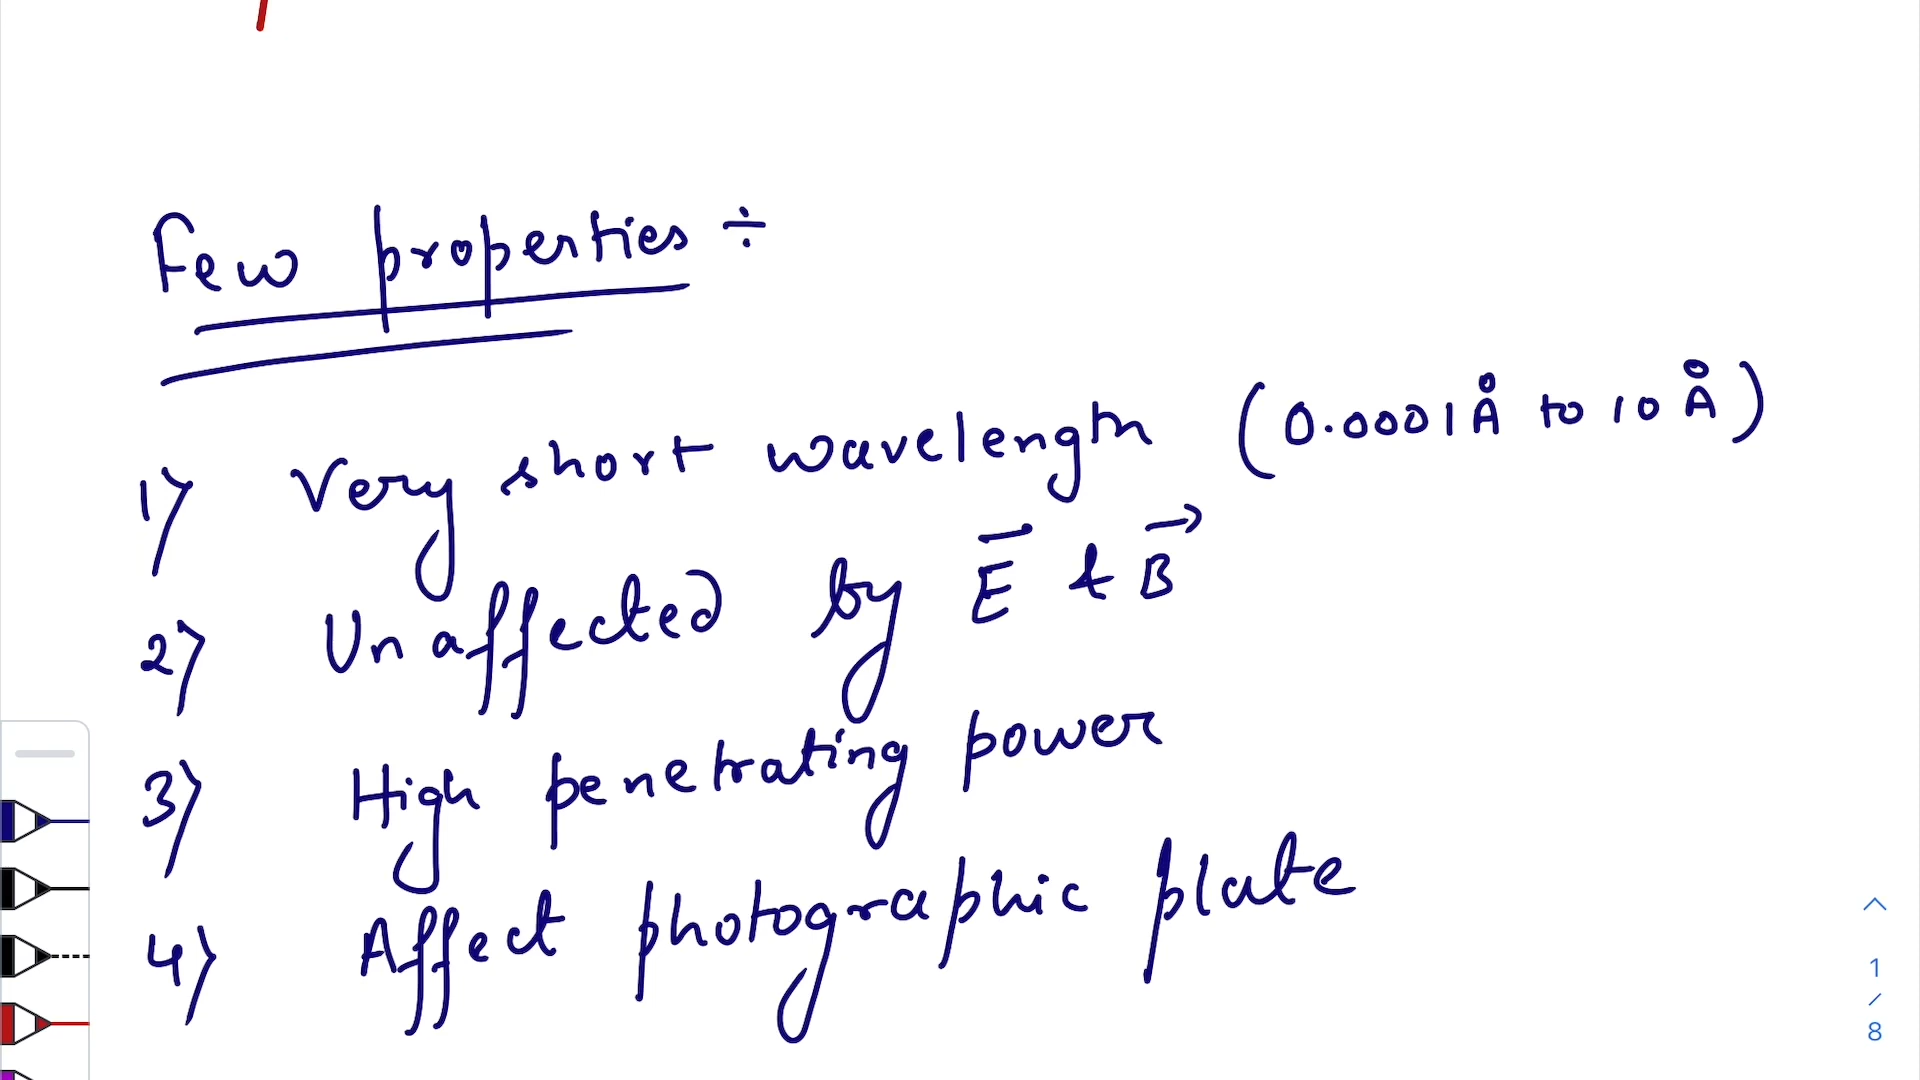 Few properties ÷
1) Very short wavelength (0.0001Å to 10 Å)
2) Unaffected by E⃗ & B⃗
3) High penetrating power
4) Affect photographic plate
1
/
8